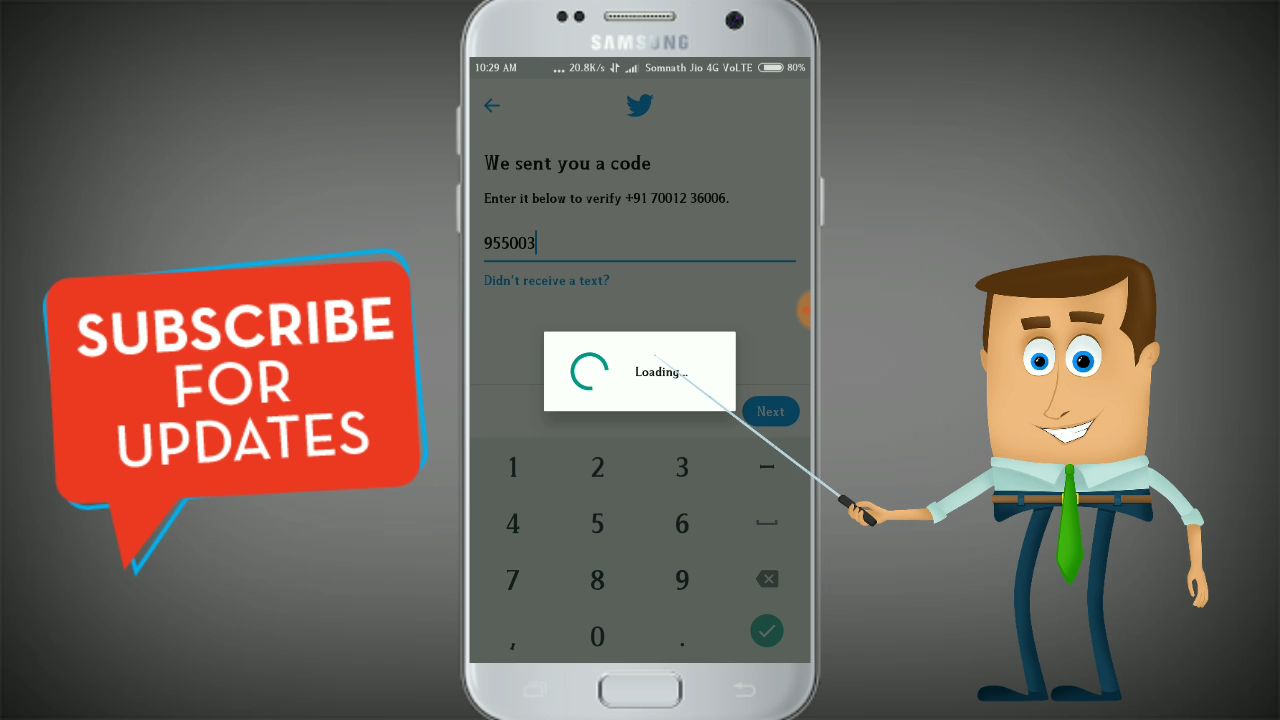 SAMSUNG
10:29 AM ... 20.8K/s Somnath Jio 4G VoLTE 80%
We sent you a code
Enter it below to verify +91 70012 36006.
955003
Didn't receive a text?
SUBSCRIBE
FOR
UPDATES
Loading...
Next
1 2 3 –
4 5 6
7 8 9
, 0 .